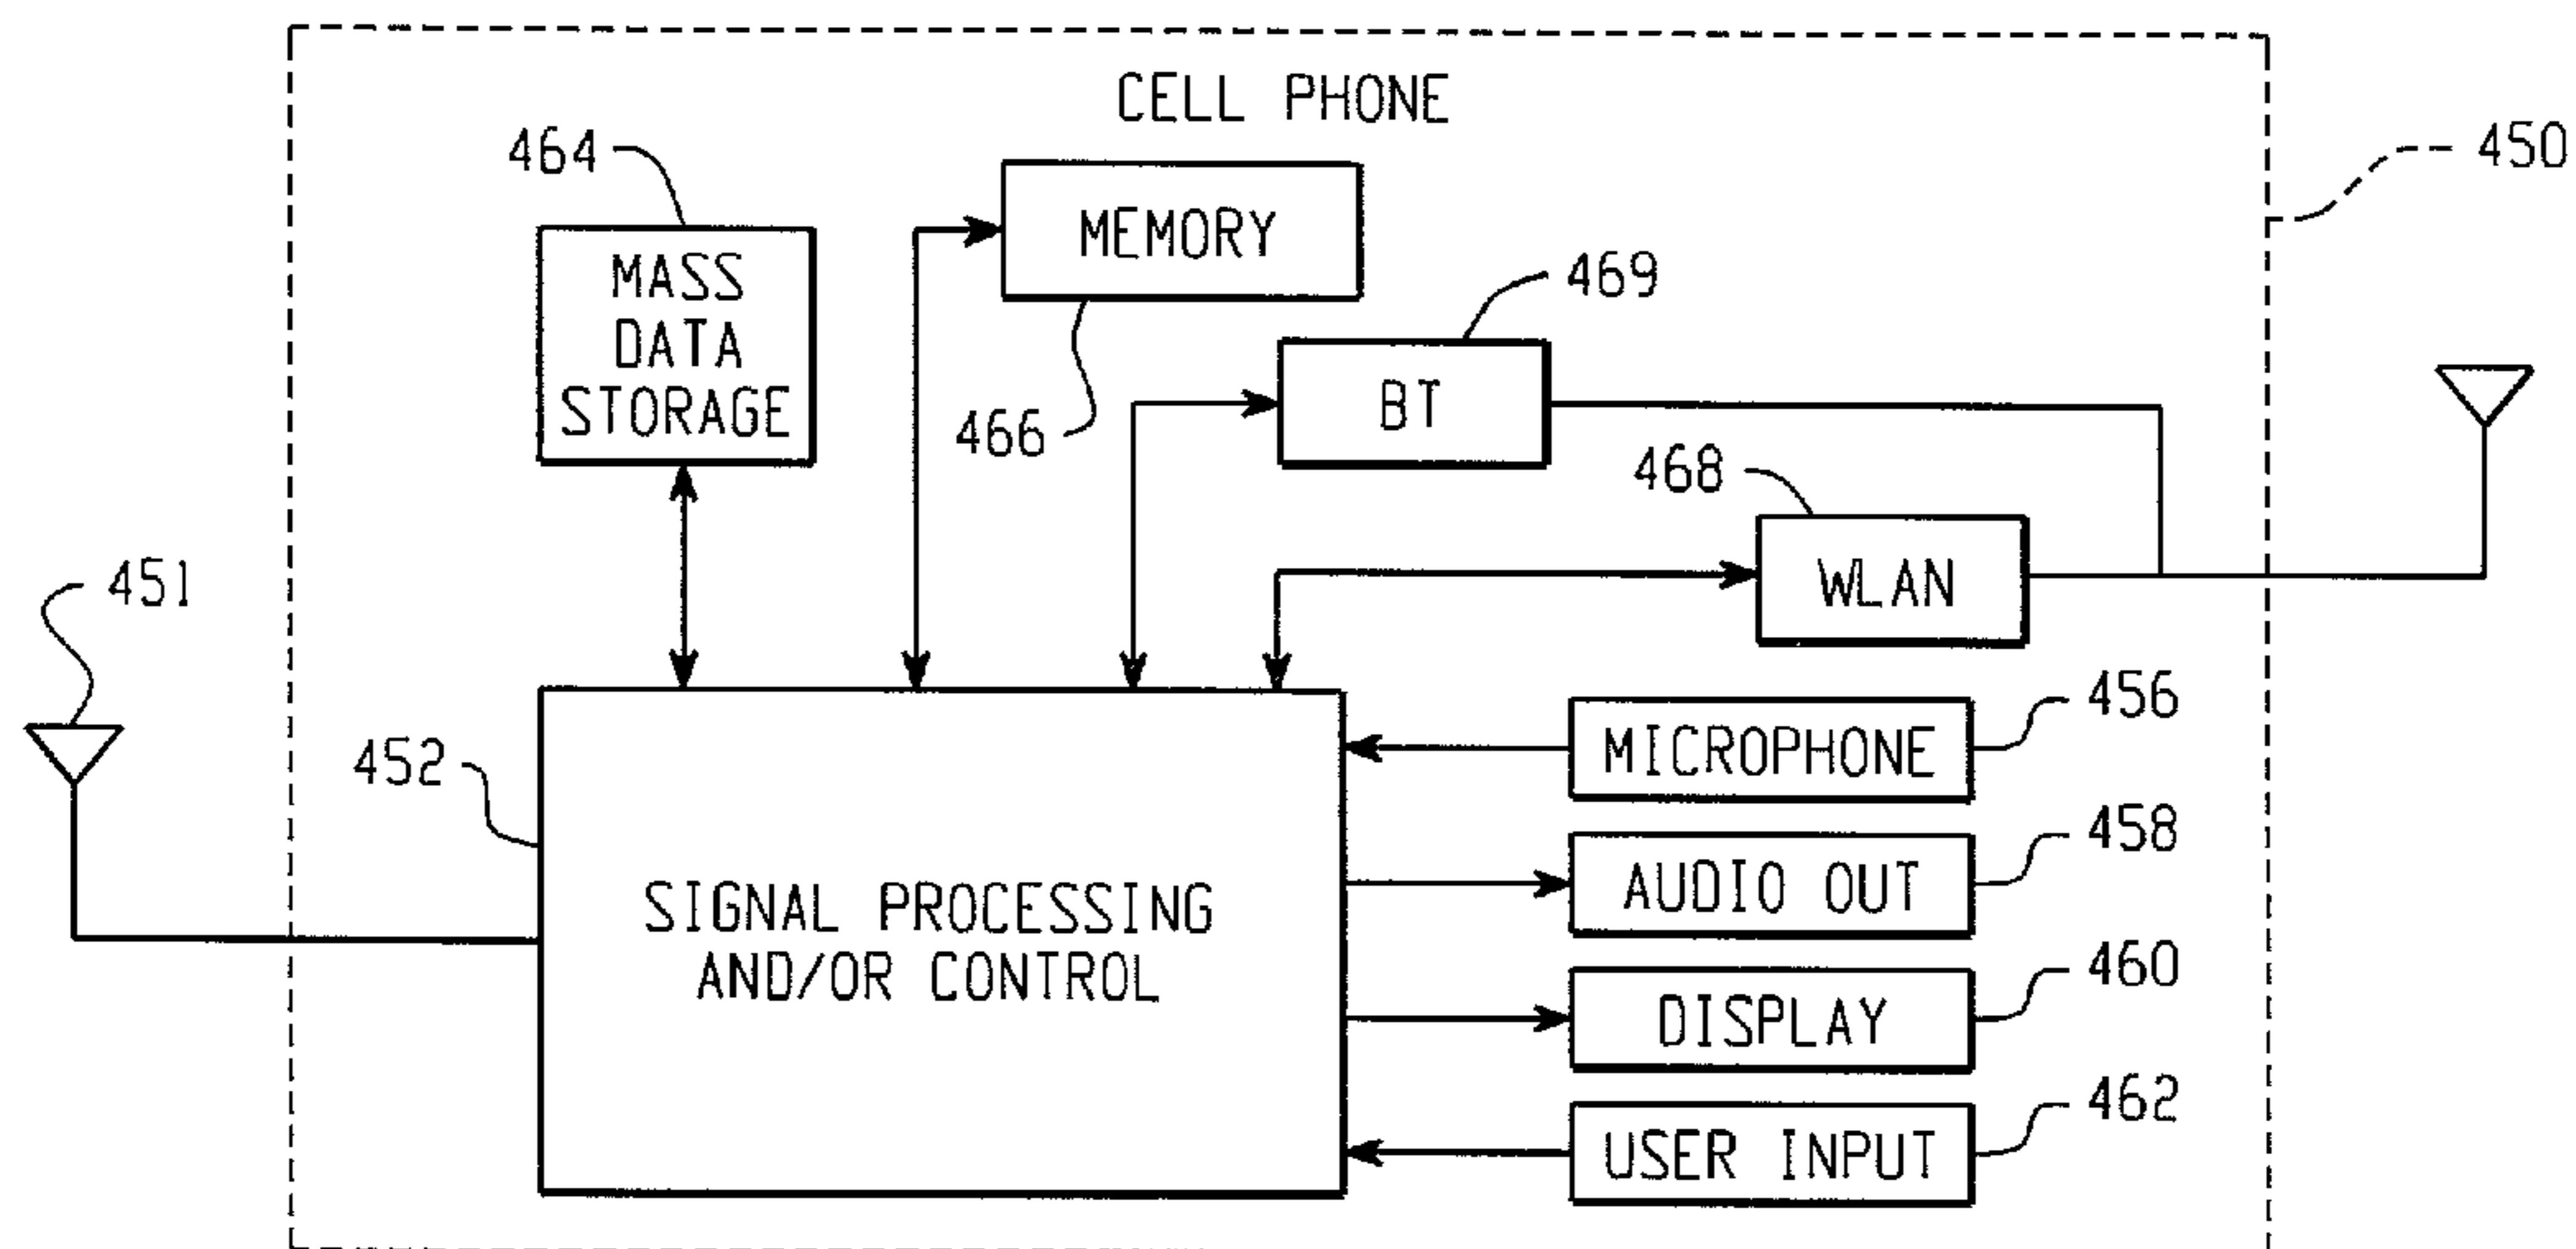 CELL PHONE
464
450
MEMORY
MASS
DATA
STORAGE
469
466
BT
468
451
WLAN
456
452
MICROPHONE
458
AUDIO OUT
SIGNAL PROCESSING
AND/OR CONTROL
460
DISPLAY
462
USER INPUT